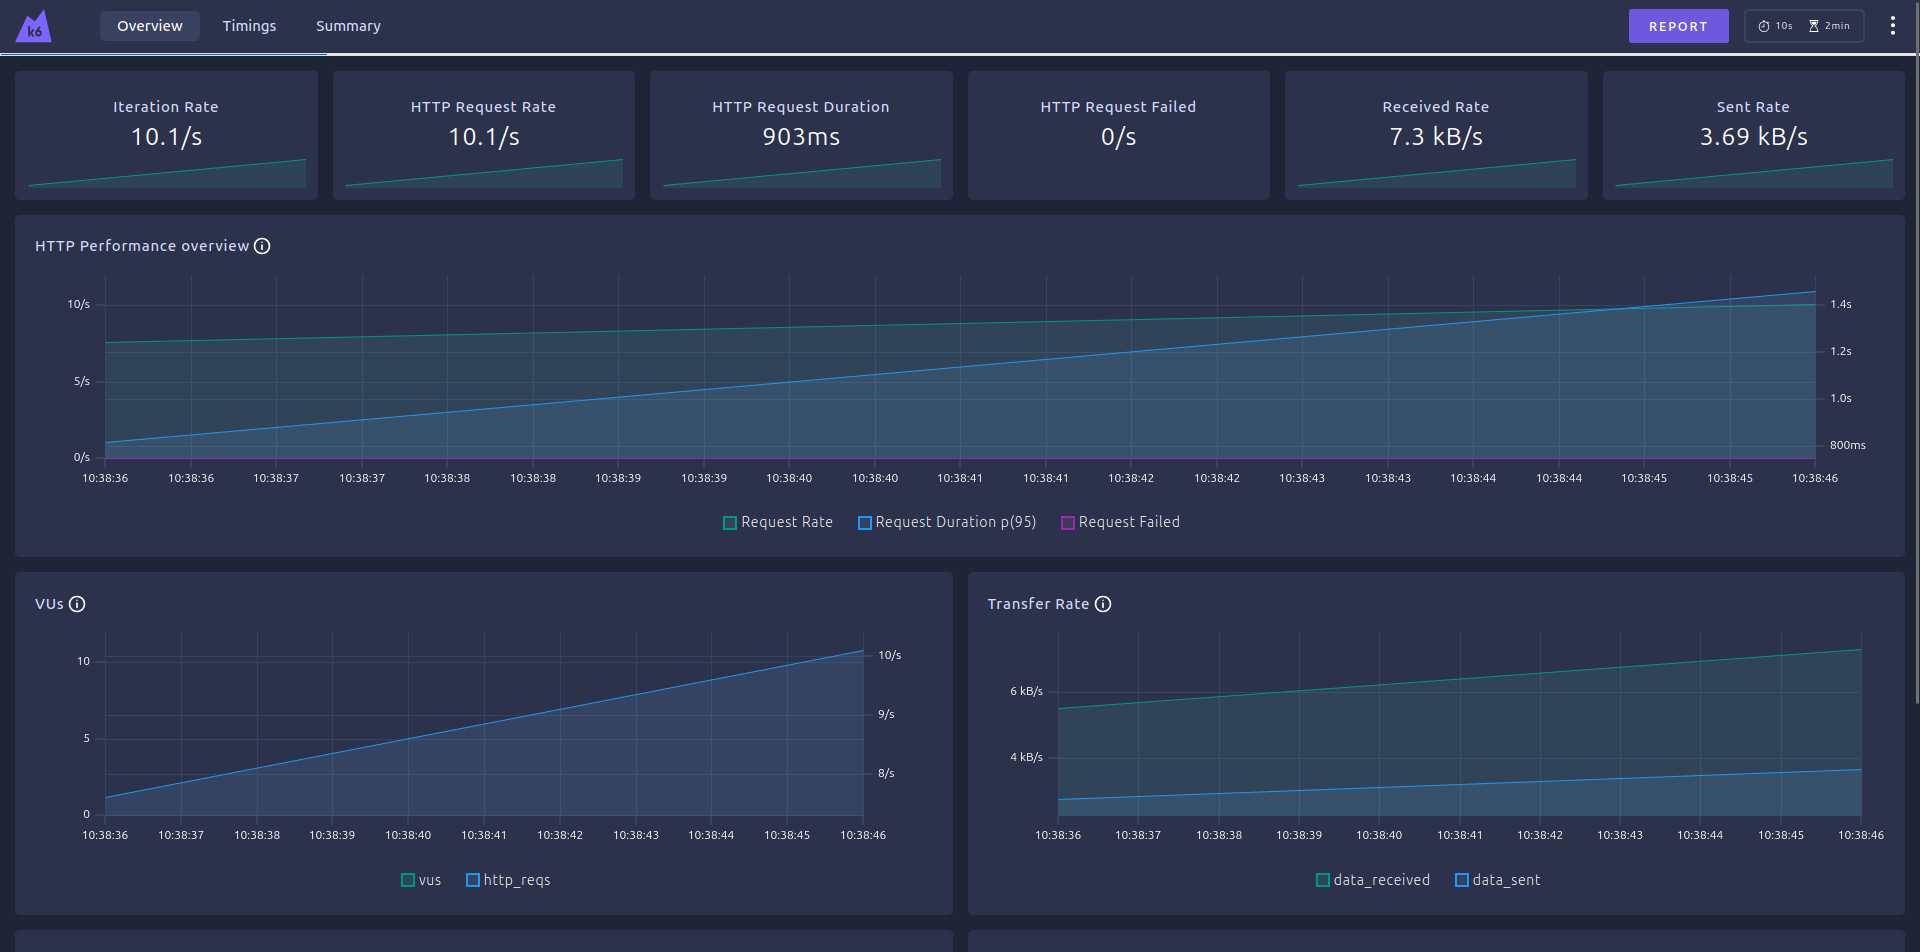 k6 Overview Timings Summary REPORT 10s 2min
Iteration Rate
10.1/s
HTTP Request Rate
10.1/s
HTTP Request Duration
903ms
HTTP Request Failed
0/s
Received Rate
7.3 kB/s
Sent Rate
3.69 kB/s
HTTP Performance overview
10/s
5/s
0/s
1.4s
1.2s
1.0s
800ms
10:38:36 10:38:36 10:38:37 10:38:37 10:38:38 10:38:38 10:38:39 10:38:39 10:38:40 10:38:40 10:38:41 10:38:41 10:38:42 10:38:42 10:38:43 10:38:43 10:38:44 10:38:44 10:38:45 10:38:45 10:38:46
Request Rate Request Duration p(95) Request Failed
VUs
10
5
0
10/s
9/s
8/s
10:38:36 10:38:37 10:38:38 10:38:39 10:38:40 10:38:41 10:38:42 10:38:43 10:38:44 10:38:45 10:38:46
vus http_reqs
Transfer Rate
6 kB/s
4 kB/s
10:38:36 10:38:37 10:38:38 10:38:39 10:38:40 10:38:41 10:38:42 10:38:43 10:38:44 10:38:45 10:38:46
data_received data_sent